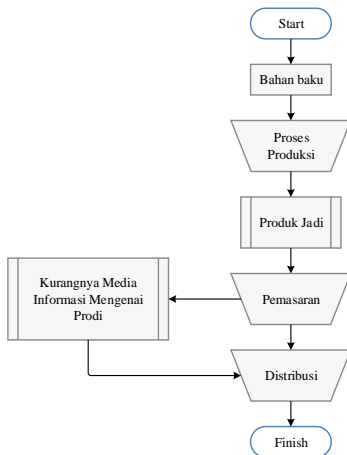 Start
Bahan baku
Proses
Produksi
Produk Jadi
Kurangnya Media
Informasi Mengenai
Prodi
Pemasaran
Distribusi
Finish